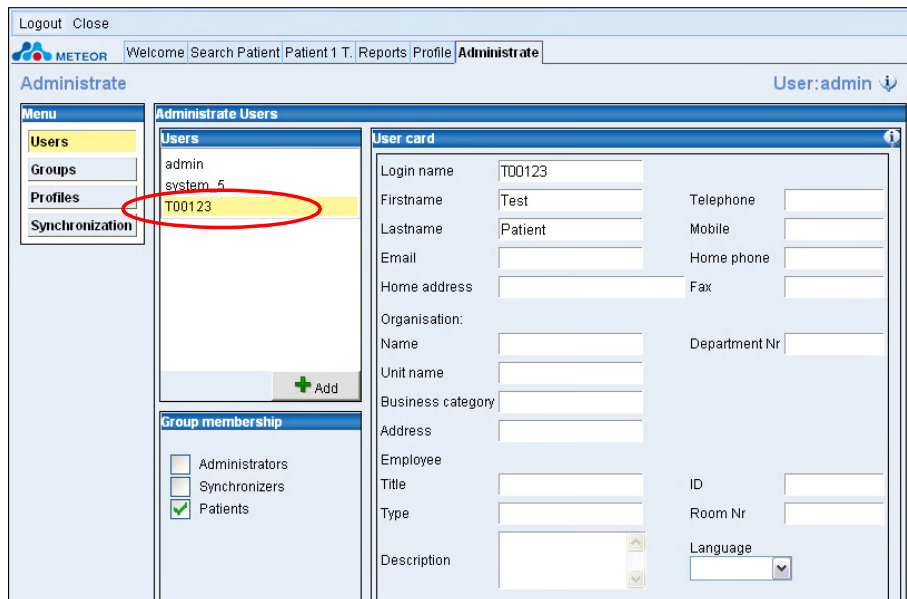 Logout Close
METEOR Welcome Search Patient Patient 1 T. Reports Profile Administrate
Administrate User:admin
Menu
Users
Groups
Profiles
Synchronization
Administrate Users
Users
admin
system_5
T00123
Add
Group membership
Administrators
Synchronizers
Patients
User card
Login name T00123
Firstname Test Telephone
Lastname Patient Mobile
Email Home phone
Home address Fax
Organisation:
Name Department Nr
Unit name
Business category
Address
Employee
Title ID
Type Room Nr
Description Language